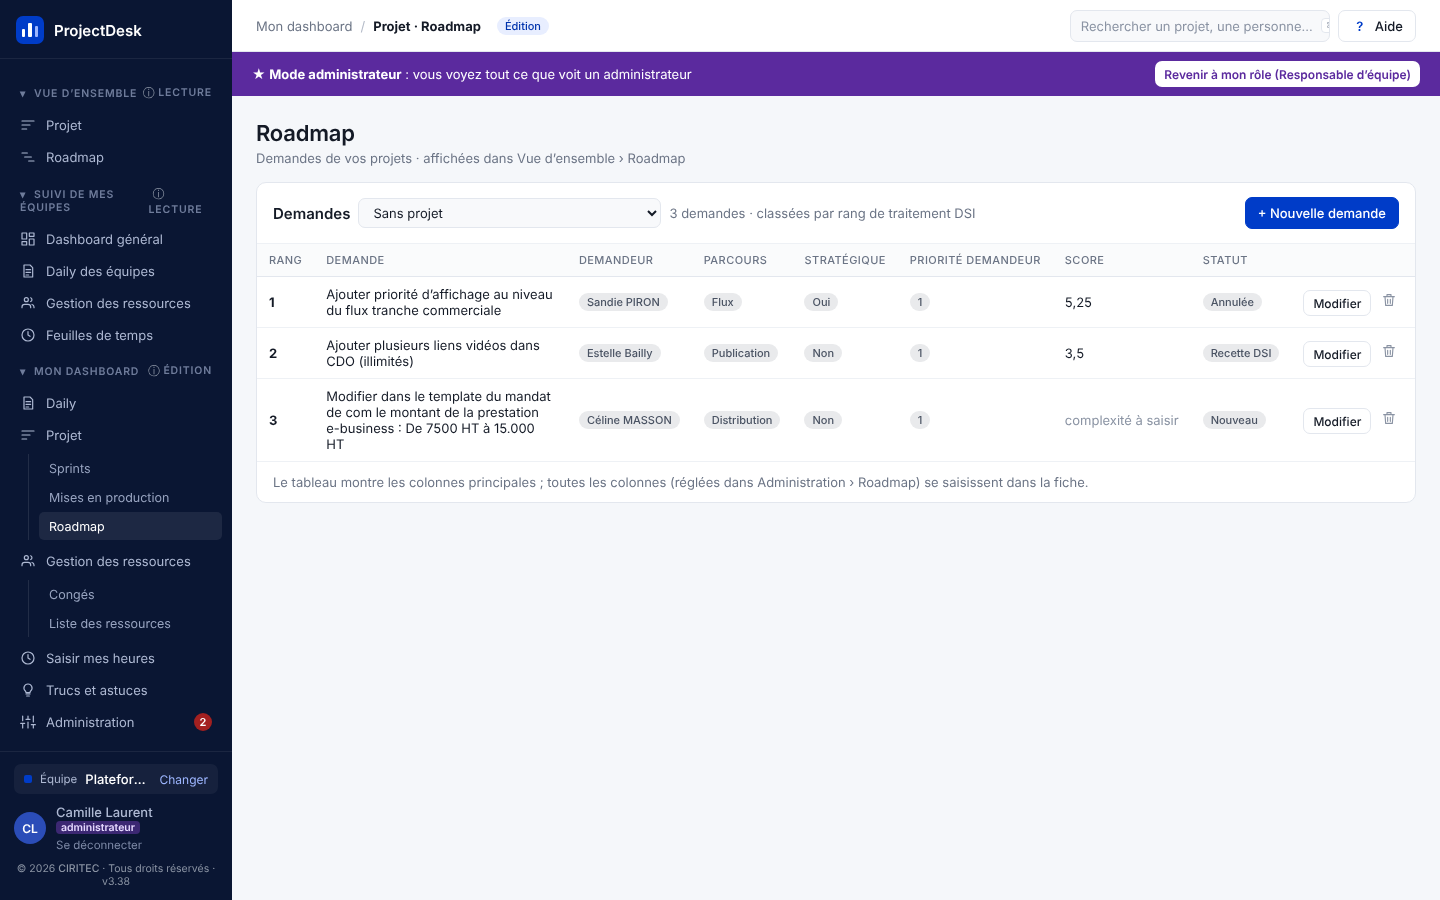 ProjectDesk
▾ VUE D’ENSEMBLE ⓘ LECTURE
Projet
Roadmap
▾ SUIVI DE MES ÉQUIPES ⓘ LECTURE
Dashboard général
Daily des équipes
Gestion des ressources
Feuilles de temps
▾ MON DASHBOARD ⓘ ÉDITION
Daily
Projet
Sprints
Mises en production
Roadmap
Gestion des ressources
Congés
Liste des ressources
Saisir mes heures
Trucs et astuces
Administration 2
Équipe Platefor... Changer
CL Camille Laurent
administrateur
Se déconnecter
© 2026 CIRITEC · Tous droits réservés ·
v3.38
Mon dashboard / Projet · Roadmap Édition
Rechercher un projet, une personne...
? Aide
★ Mode administrateur : vous voyez tout ce que voit un administrateur
Revenir à mon rôle (Responsable d’équipe)
Roadmap
Demandes de vos projets · affichées dans Vue d’ensemble › Roadmap
Demandes Sans projet 3 demandes · classées par rang de traitement DSI + Nouvelle demande
RANG DEMANDE DEMANDEUR PARCOURS STRATÉGIQUE PRIORITÉ DEMANDEUR SCORE STATUT
1 Ajouter priorité d’affichage au niveau
du flux tranche commerciale
Sandie PIRON Flux Oui 1 5,25 Annulée Modifier
2 Ajouter plusieurs liens vidéos dans
CDO (illimités)
Estelle Bailly Publication Non 1 3,5 Recette DSI Modifier
3 Modifier dans le template du mandat
de com le montant de la prestation
e-business : De 7500 HT à 15.000
HT
Céline MASSON Distribution Non 1 complexité à saisir Nouveau Modifier
Le tableau montre les colonnes principales ; toutes les colonnes (réglées dans Administration › Roadmap) se saisissent dans la fiche.